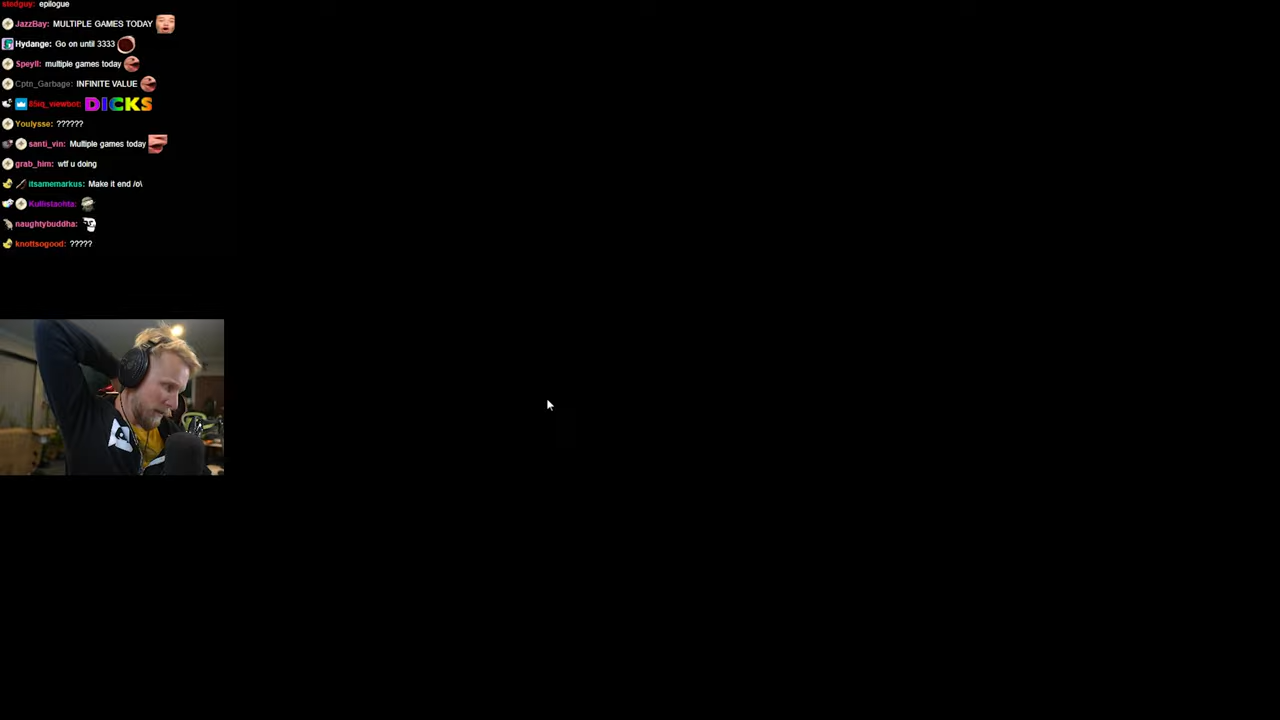 stedguy: epilogue
JazzBay: MULTIPLE GAMES TODAY
Hydange: Go on until 3333
Speyll: multiple games today
Cptn_Garbage: INFINITE VALUE
85iq_viewbot: DICKS
Youlysse: ??????
santi_vin: Multiple games today
grab_him: wtf u doing
itsamemarkus: Make it end /o\
Kullistaohta:
naughtybuddha:
knottsogood: ?????